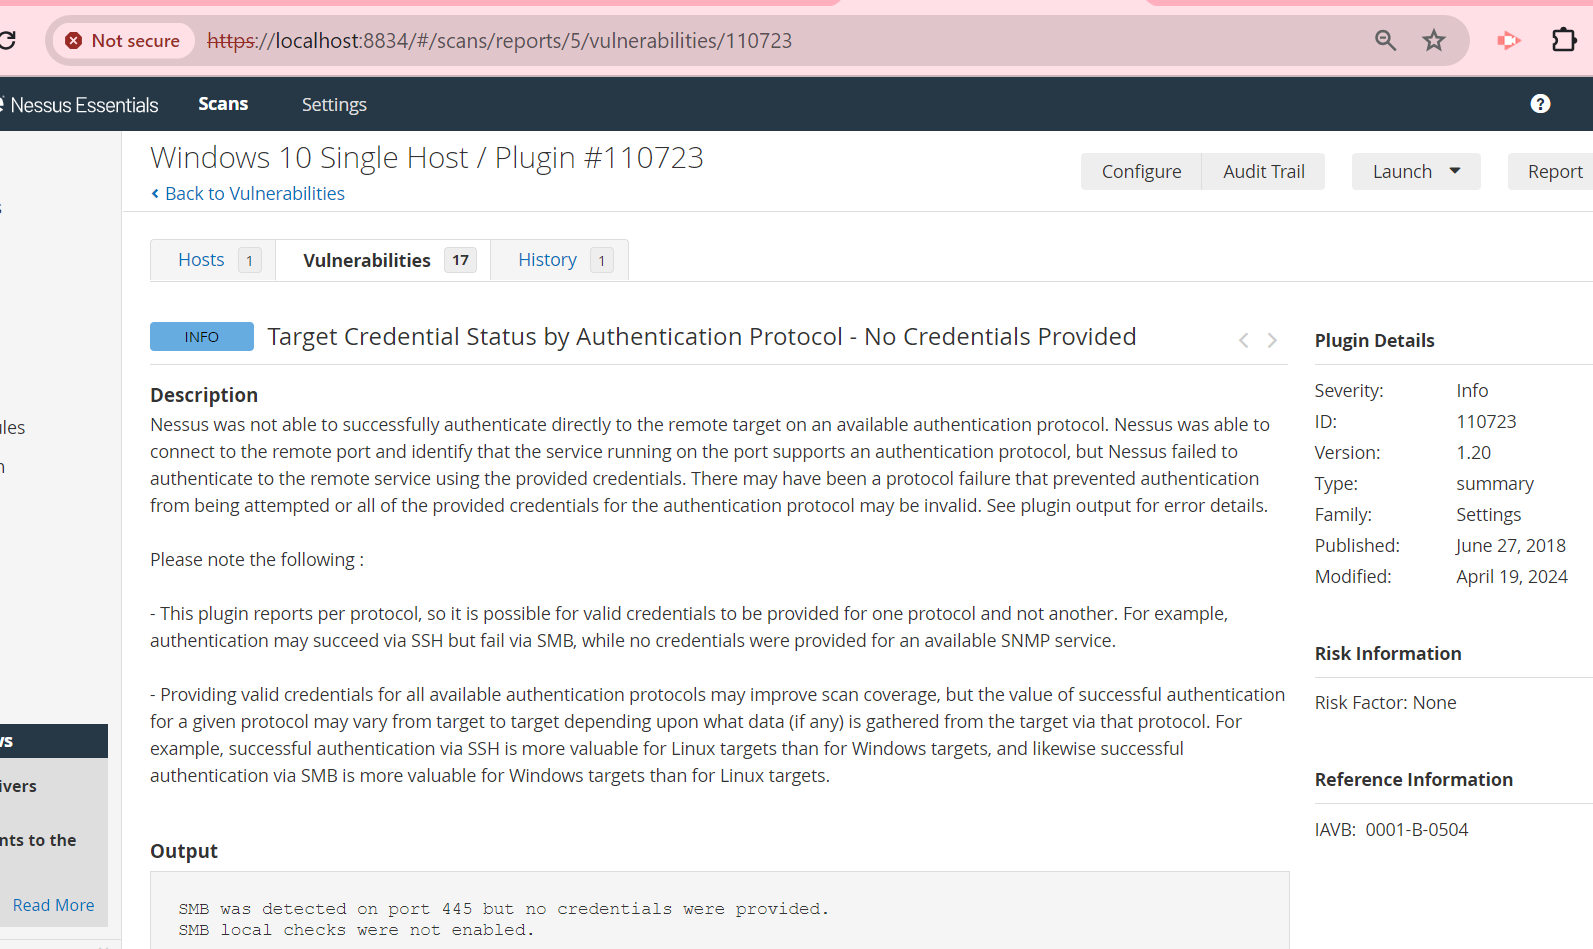 Not secure https://localhost:8834/#/scans/reports/5/vulnerabilities/110723
Nessus Essentials Scans Settings ?
Windows 10 Single Host / Plugin #110723
Configure Audit Trail Launch Report
Back to Vulnerabilities
Hosts 1 Vulnerabilities 17 History 1
INFO Target Credential Status by Authentication Protocol - No Credentials Provided
Description
Nessus was not able to successfully authenticate directly to the remote target on an available authentication protocol. Nessus was able to
connect to the remote port and identify that the service running on the port supports an authentication protocol, but Nessus failed to
authenticate to the remote service using the provided credentials. There may have been a protocol failure that prevented authentication
from being attempted or all of the provided credentials for the authentication protocol may be invalid. See plugin output for error details.
Please note the following :
- This plugin reports per protocol, so it is possible for valid credentials to be provided for one protocol and not another. For example,
authentication may succeed via SSH but fail via SMB, while no credentials were provided for an available SNMP service.
- Providing valid credentials for all available authentication protocols may improve scan coverage, but the value of successful authentication
for a given protocol may vary from target to target depending upon what data (if any) is gathered from the target via that protocol. For
example, successful authentication via SSH is more valuable for Linux targets than for Windows targets, and likewise successful
authentication via SMB is more valuable for Windows targets than for Linux targets.
Output
SMB was detected on port 445 but no credentials were provided.
SMB local checks were not enabled.
Plugin Details
Severity: Info
ID: 110723
Version: 1.20
Type: summary
Family: Settings
Published: June 27, 2018
Modified: April 19, 2024
Risk Information
Risk Factor: None
Reference Information
IAVB: 0001-B-0504
ivers
nts to the
Read More